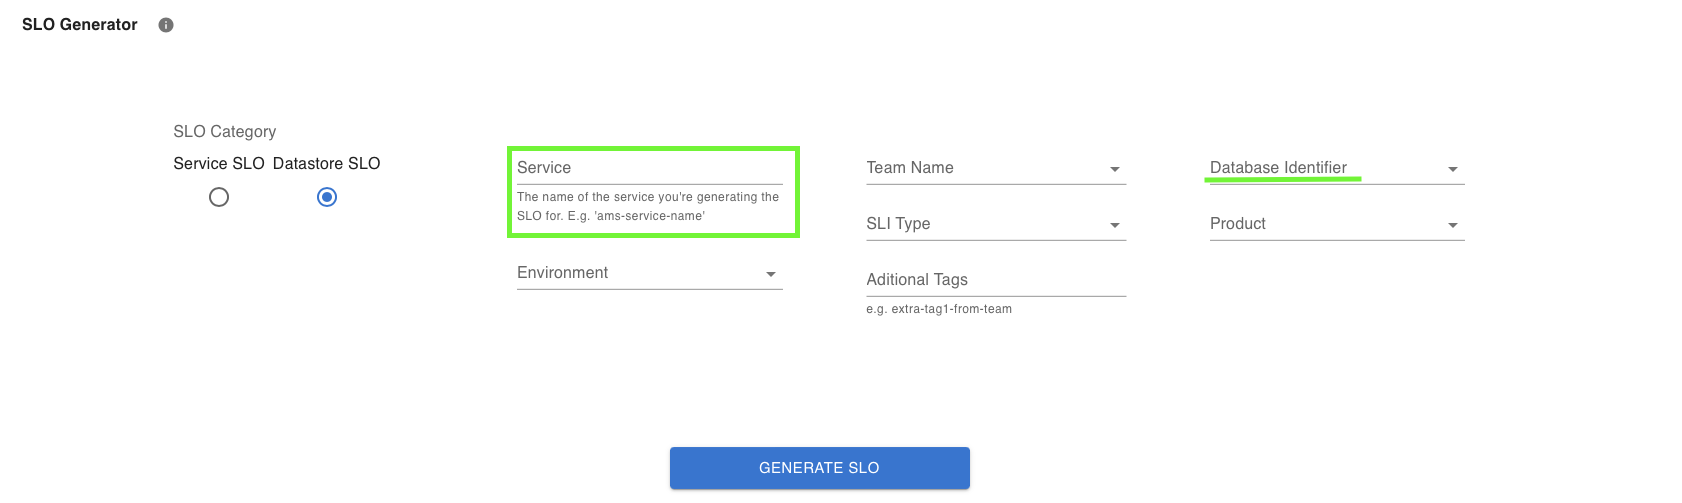 SLO Generator
SLO Category
Service SLO Datastore SLO
Service
The name of the service you're generating the
SLO for. E.g. 'ams-service-name'
Environment
Team Name
SLI Type
Aditional Tags
e.g. extra-tag1-from-team
Database Identifier
Product
GENERATE SLO